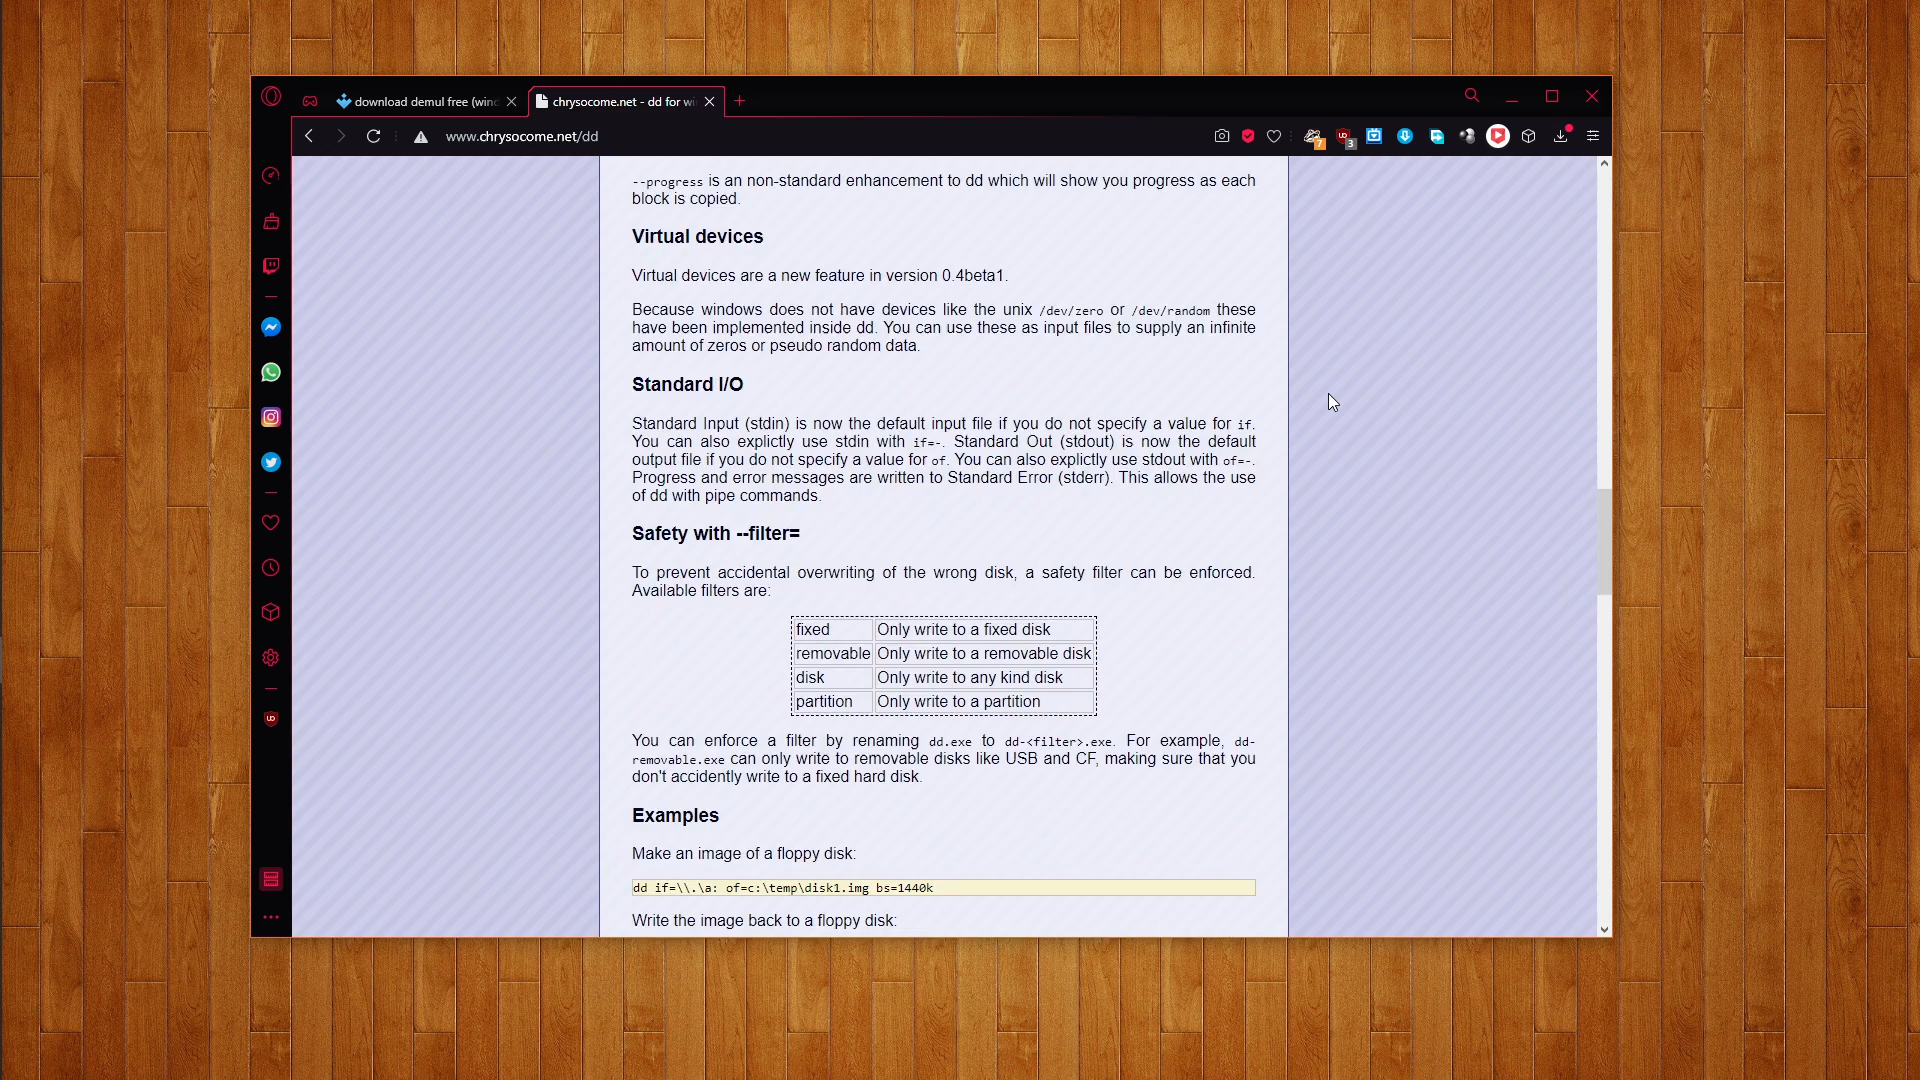 download demul free (wind
chrysocome.net - dd for wi
www.chrysocome.net/dd
7
3
--progress is an non-standard enhancement to dd which will show you progress as each
block is copied.
Virtual devices
Virtual devices are a new feature in version 0.4beta1.
Because windows does not have devices like the unix /dev/zero or /dev/random these
have been implemented inside dd. You can use these as input files to supply an infinite
amount of zeros or pseudo random data.
Standard I/O
Standard Input (stdin) is now the default input file if you do not specify a value for if.
You can also explictly use stdin with if=-. Standard Out (stdout) is now the default
output file if you do not specify a value for of. You can also explictly use stdout with of=-.
Progress and error messages are written to Standard Error (stderr). This allows the use
of dd with pipe commands.
Safety with --filter=
To prevent accidental overwriting of the wrong disk, a safety filter can be enforced.
Available filters are:
fixed Only write to a fixed disk
removable Only write to a removable disk
disk Only write to any kind disk
partition Only write to a partition
You can enforce a filter by renaming dd.exe to dd-<filter>.exe. For example, dd-
removable.exe can only write to removable disks like USB and CF, making sure that you
don't accidently write to a fixed hard disk.
Examples
Make an image of a floppy disk:
dd if=\\.\a: of=c:\temp\disk1.img bs=1440k
Write the image back to a floppy disk: